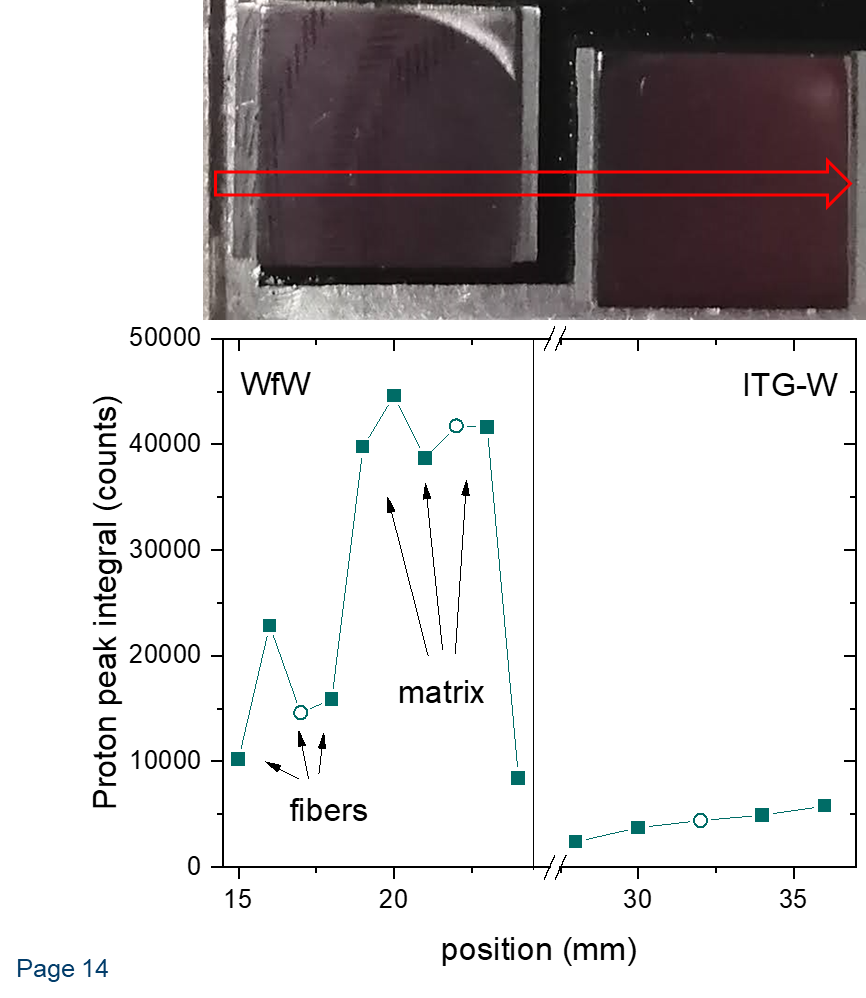 50000
40000
30000
20000
10000
0
Proton peak integral (counts)
WfW
ITG-W
matrix
fibers
15
20
30
35
position (mm)
Page 14